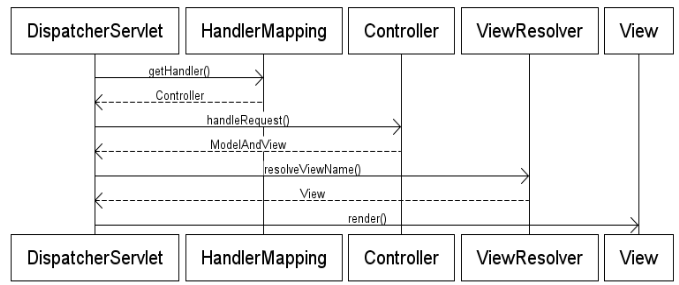 DispatcherServlet HandlerMapping Controller ViewResolver View
getHandler()
Controller
handleRequest()
ModelAndView
resolveViewName()
View
render()
DispatcherServlet HandlerMapping Controller ViewResolver View